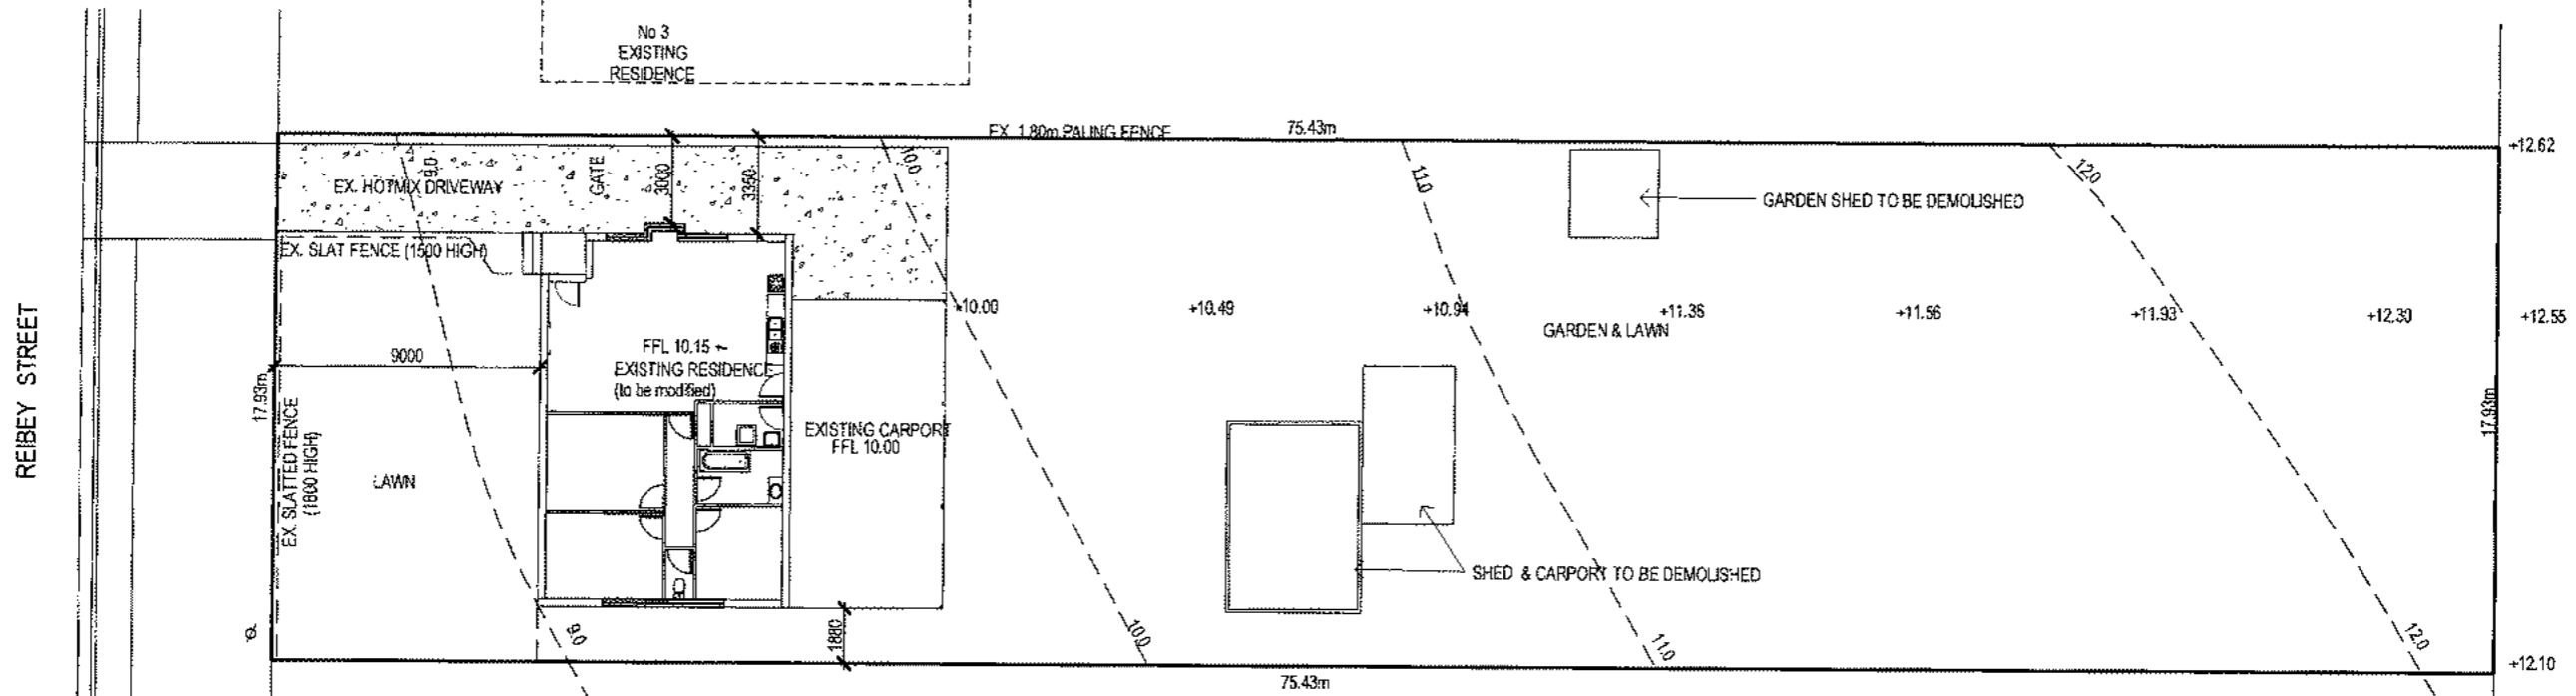 No 3
EXISTING
RESIDENCE
EX. 1.80m PALING FENCE
75.43m
+12.62
9.0
GATE
3000
3350
10.0
11.0
12.0
EX. HOTMIX DRIVEWAY
GARDEN SHED TO BE DEMOLISHED
EX. SLAT FENCE (1500 HIGH)
+10.00
+10.49
+10.94
+11.36
+11.56
+11.93
+12.30
+12.55
GARDEN & LAWN
REIBEY STREET
9000
FFL 10.15
EXISTING RESIDENCE
(to be modified)
17.93m
17.93m
EX. SLATTED FENCE
(1800 HIGH)
LAWN
EXISTING CARPORT
FFL 10.00
SHED & CARPORT TO BE DEMOLISHED
9.0
1880
10.0
11.0
12.0
+12.10
75.43m